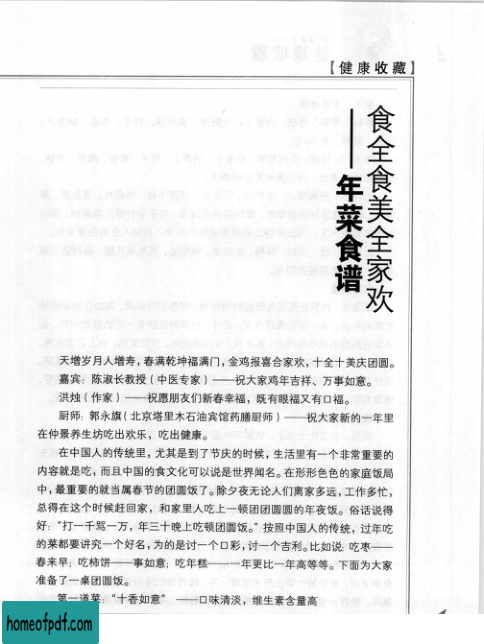 【健康收藏】
食全食美全家欢
——年菜食谱
天增岁月人增寿，春满乾坤福满门，金鸡报喜合家欢，十全十美庆团圆。
嘉宾：陈淑长教授（中医专家）——祝大家鸡年吉祥、万事如意。
洪烛（作家）——祝愿朋友们新春幸福，既有眼福又有口福。
厨师：郭永旗（北京塔里木石油宾馆药膳厨师）——祝大家新的一年里
在仲景养生坊吃出欢乐，吃出健康。
在中国人的传统里，尤其是到了节庆的时候，生活里有一个非常重要的
内容就是吃，而且中国的食文化可以说是世界闻名。在形形色色的家庭饭局
中，最重要的就当属春节的团圆饭了。除夕夜无论人们离家多远，工作多忙，
总得在这个时候赶回家，和家里人吃上一顿团团圆圆的年夜饭。俗话说得
好：“打一千骂一万，年三十晚上吃顿团圆饭。”按照中国人的传统，过年吃
的菜都要讲究一个好名，为的是讨一个口彩，讨一个吉利。比如说：吃枣——
春来早；吃柿饼——事如意；吃年糕——年更比一年高等等。下面为大家
准备了一桌团圆饭。
第一道菜：“十香如意”——口味清淡，维生素含量高
homeofpdf.com